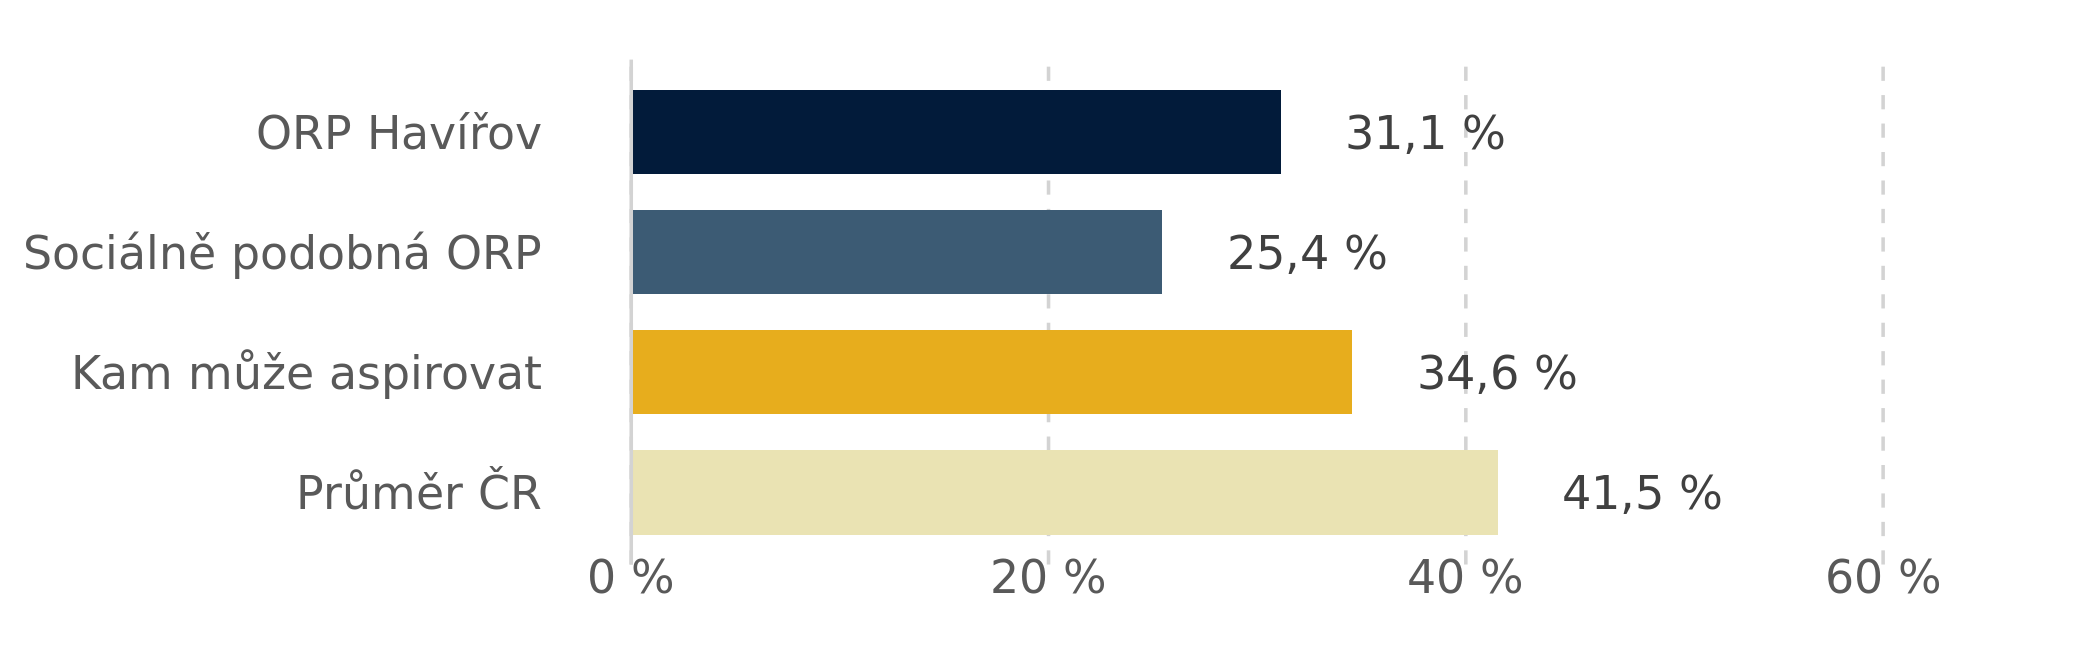 ORP Havířov
31,1 %
Sociálně podobná ORP
25,4 %
Kam může aspirovat
34,6 %
Průměr ČR
41,5 %
0 %
20 %
40 %
60 %